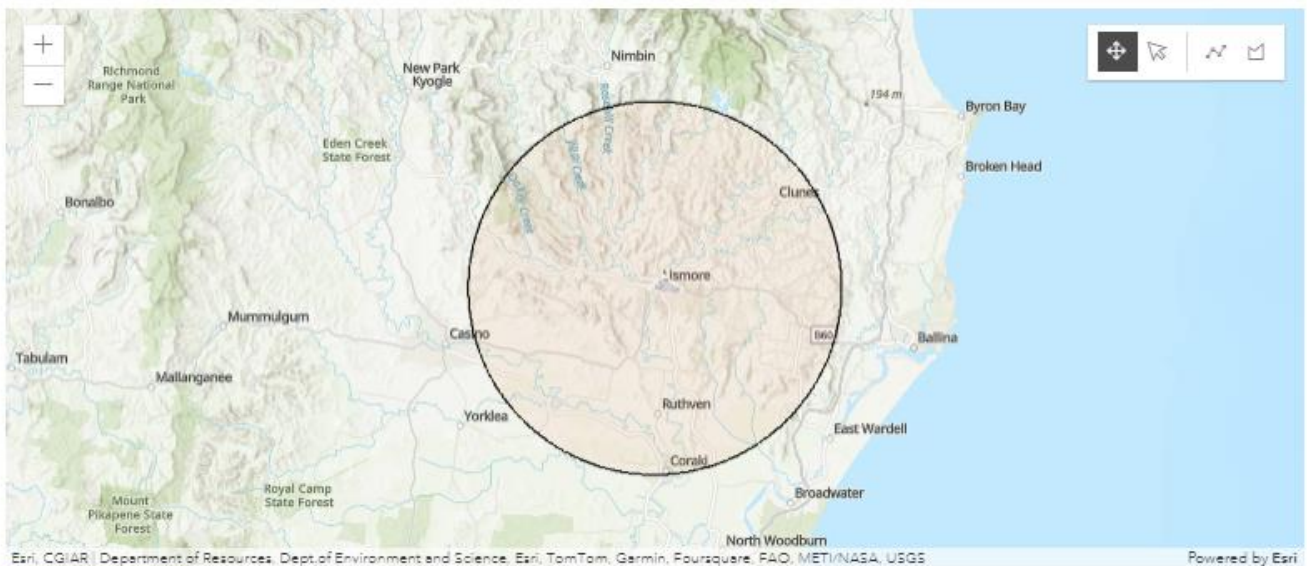 Nimbin
Richmond
Range National
Park
New Park
Kyogle
194 m
Byron Bay
Eden Creek
State Forest
Broken Head
Clunes
Bonalbo
Lismore
Mummulgum
Casino
B60
Ballina
Tabulam
Mallanganee
Ruthven
Yorklea
East Wardell
Coraki
Royal Camp
State Forest
Mount
Pikapene State
Forest
Broadwater
North Woodburn
Esri, CGIAR | Department of Resources, Dept.of Environment and Science, Esri, TomTom, Garmin, Foursquare, FAO, METI/NASA, USGS
Powered by Esri